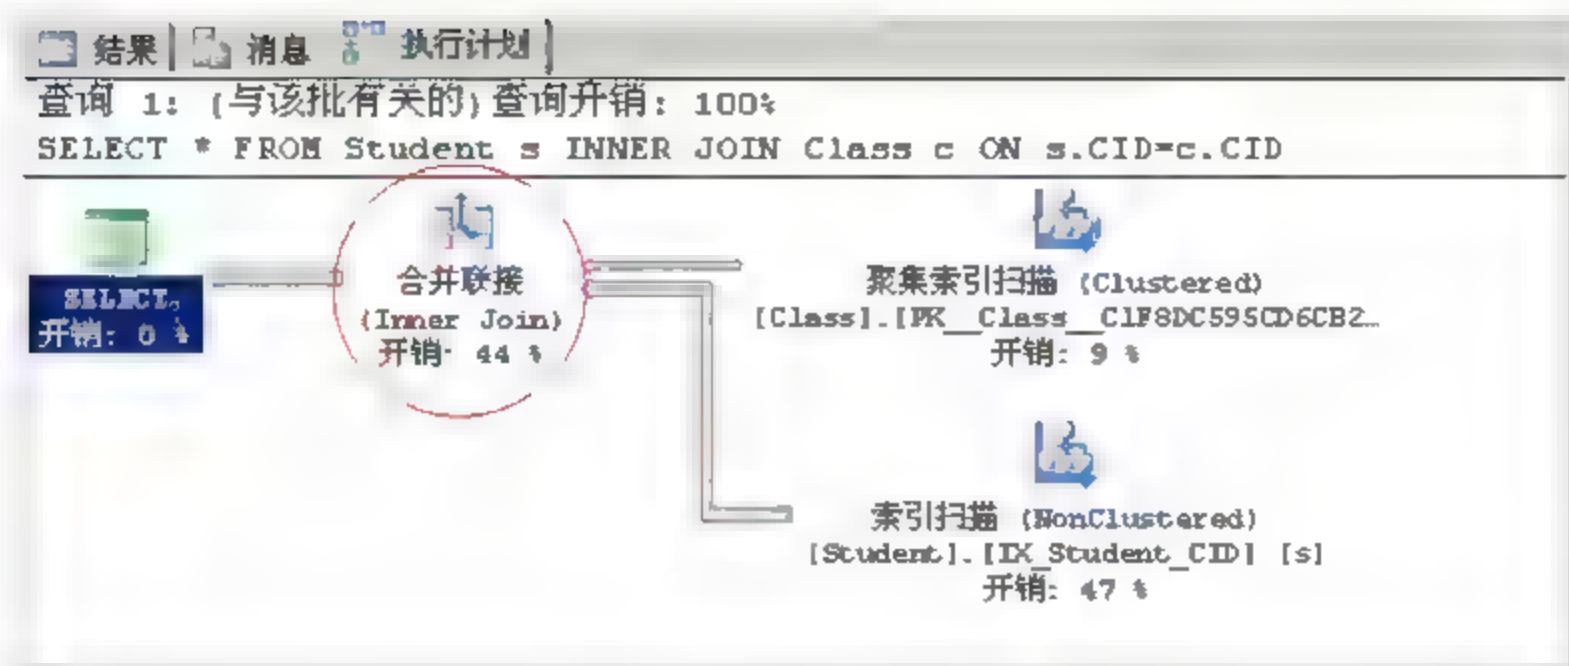 结果 消息 执行计划
查询 1: (与该批有关的)查询开销: 100%
SELECT * FROM Student s INNER JOIN Class c ON s.CID=c.CID
SELECT
开销: 0 %
合并联接
(Inner Join)
开销: 44 %
聚集索引扫描 (Clustered)
[Class].[PK__Class__C1F8DC595CD6CB2…
开销: 9 %
索引扫描 (NonClustered)
[Student].[IX_Student_CID] [s]
开销: 47 %